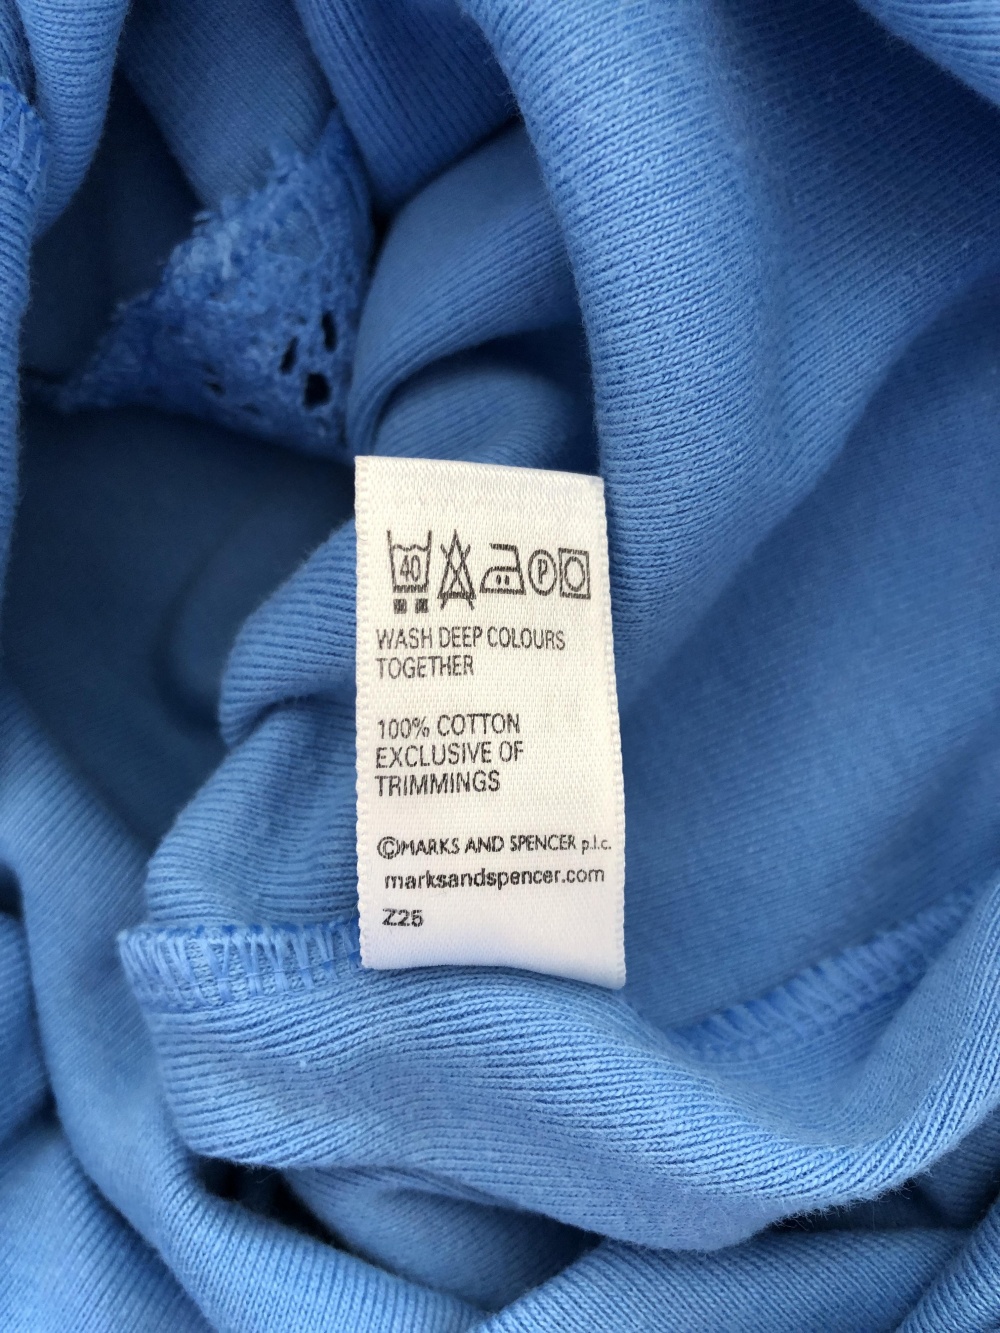 40 P
WASH DEEP COLOURS
TOGETHER
100% COTTON
EXCLUSIVE OF
TRIMMINGS
©MARKS AND SPENCER p.l.c.
marksandspencer.com
Z25